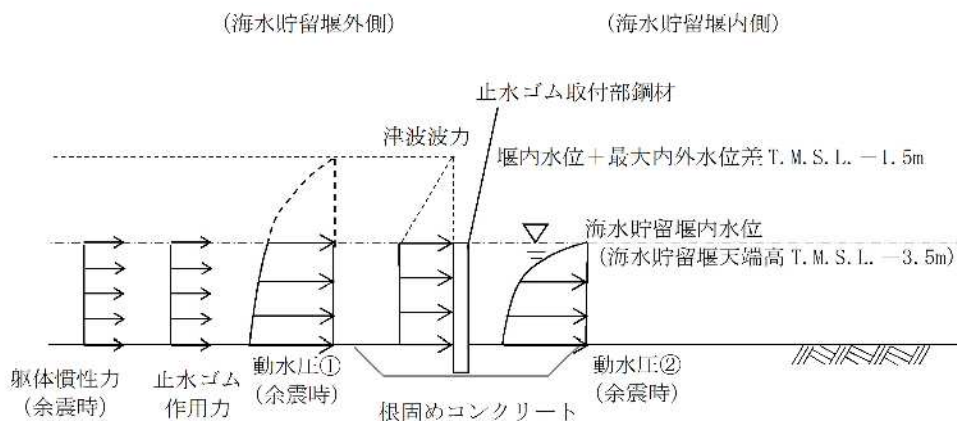 (海水貯留堰外側)
(海水貯留堰内側)
止水ゴム取付部鋼材
津波波力
堰内水位＋最大内外水位差 T.M.S.L.－1.5m
海水貯留堰内水位
(海水貯留堰天端高 T.M.S.L.－3.5m)
躯体慣性力
(余震時)
止水ゴム
作用力
動水圧①
(余震時)
根固めコンクリート
動水圧②
(余震時)